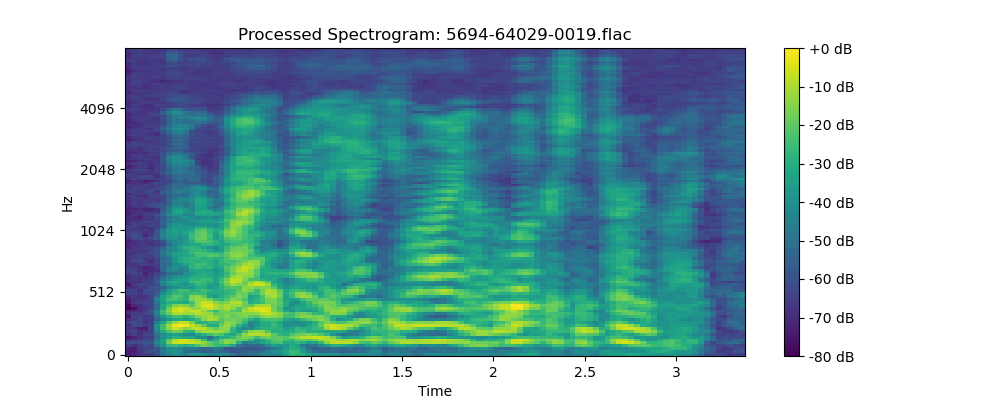 Processed Spectrogram: 5694-64029-0019.flac
Hz
4096
2048
1024
512
0
0
0.5
1
1.5
2
2.5
3
Time
+0 dB
-10 dB
-20 dB
-30 dB
-40 dB
-50 dB
-60 dB
-70 dB
-80 dB